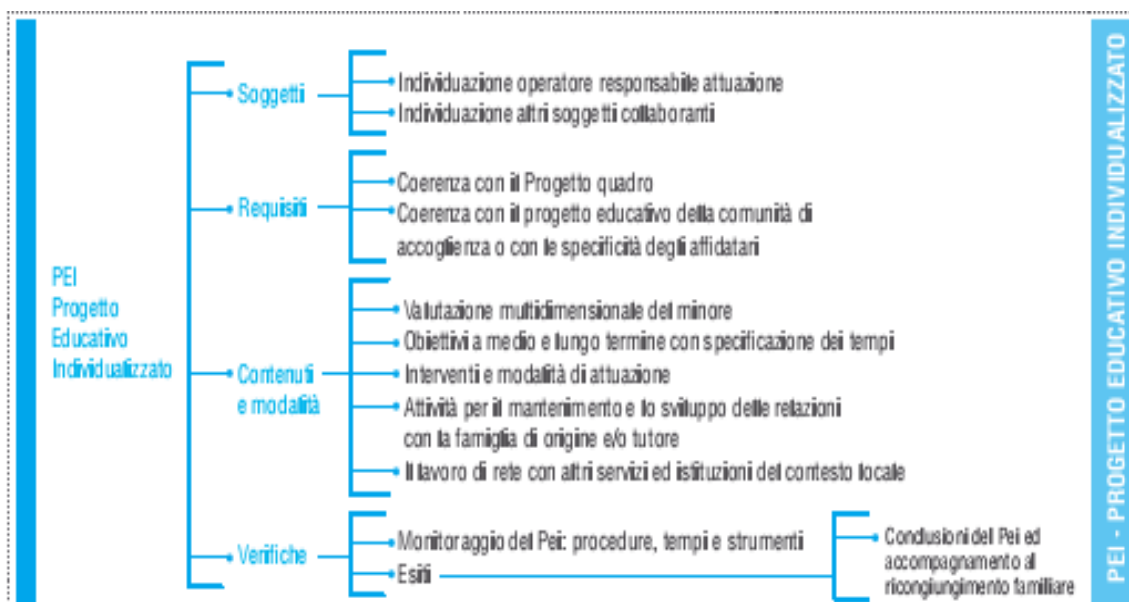 PEI
Progetto
Educativo
Individualizzato
Soggetti
Individuazione operatore responsabile attuazione
Individuazione altri soggetti collaboranti
Requisiti
Coerenza con il Progetto quadro
Coerenza con il progetto educativo della comunità di
accoglienza o con le specificità degli affidatari
Contenuti
e modalità
Valutazione multidimensionale del minore
Obiettivi a medio e lungo termine con specificazione dei tempi
Interventi e modalità di attuazione
Attività per il mantenimento e lo sviluppo delle relazioni
con la famiglia di origine e/o tutore
Il lavoro di rete con altri servizi ed istituzioni del contesto locale
Verifiche
Monitoraggio del Pei: procedure, tempi e strumenti
Esiti
Conclusioni del Pei ed
accompagnamento al
ricongiungimento familiare
PEI - PROGETTO EDUCATIVO INDIVIDUALIZZATO